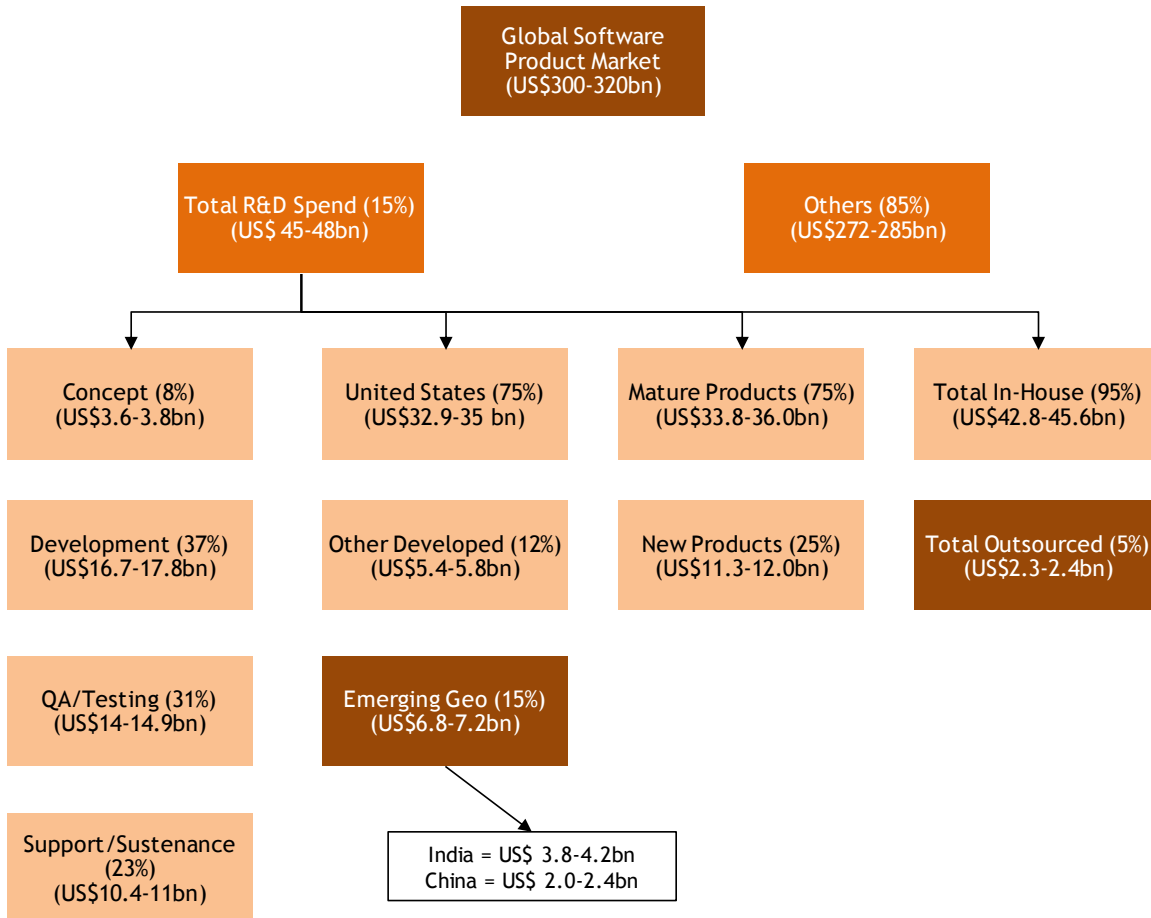 Global Software
Product Market
(US$300-320bn)
Total R&D Spend (15%)
(US$ 45-48bn)
Others (85%)
(US$272-285bn)
Concept (8%)
(US$3.6-3.8bn)
United States (75%)
(US$32.9-35 bn)
Mature Products (75%)
(US$33.8-36.0bn)
Total In-House (95%)
(US$42.8-45.6bn)
Development (37%)
(US$16.7-17.8bn)
Other Developed (12%)
(US$5.4-5.8bn)
New Products (25%)
(US$11.3-12.0bn)
Total Outsourced (5%)
(US$2.3-2.4bn)
QA/Testing (31%)
(US$14-14.9bn)
Emerging Geo (15%)
(US$6.8-7.2bn)
Support/Sustenance
(23%)
(US$10.4-11bn)
India = US$ 3.8-4.2bn
China = US$ 2.0-2.4bn